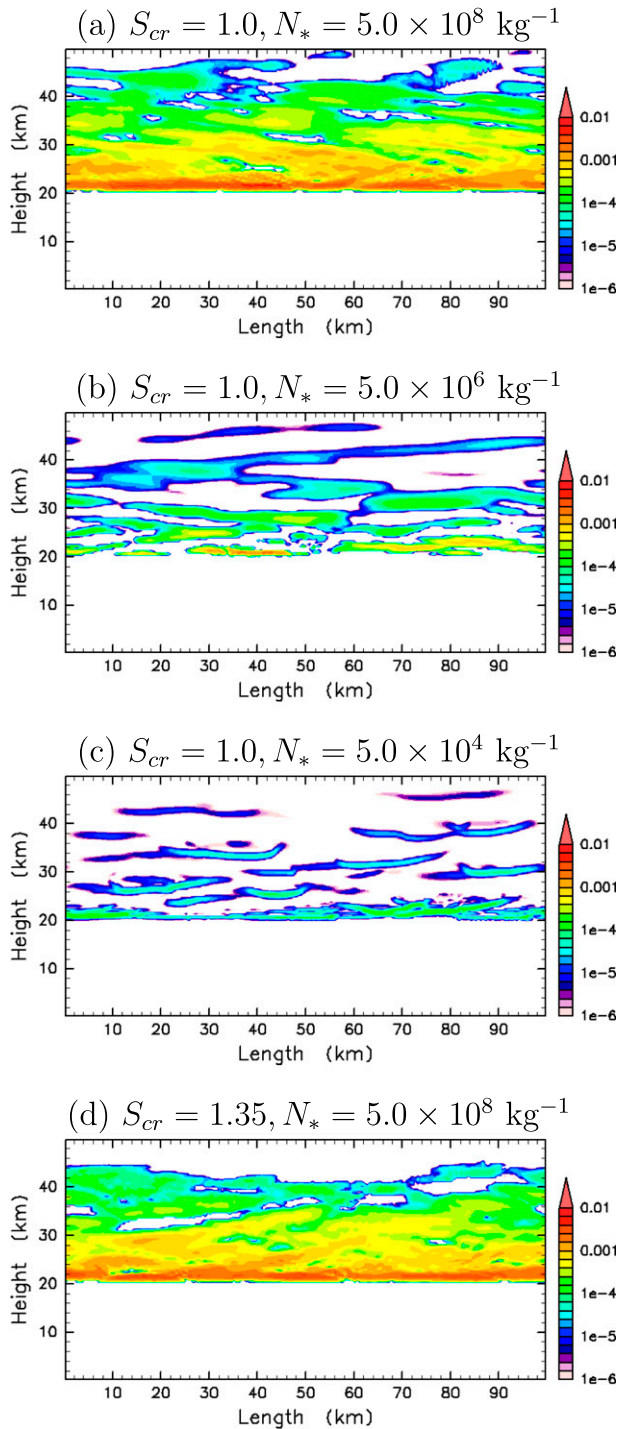 (a) S_cr = 1.0, N_* = 5.0 × 10^8 kg^−1
Height (km)
40
30
20
10
10 20 30 40 50 60 70 80 90
Length (km)
0.01
0.001
1e−4
1e−5
1e−6
(b) S_cr = 1.0, N_* = 5.0 × 10^6 kg^−1
Height (km)
40
30
20
10
10 20 30 40 50 60 70 80 90
Length (km)
0.01
0.001
1e−4
1e−5
1e−6
(c) S_cr = 1.0, N_* = 5.0 × 10^4 kg^−1
Height (km)
40
30
20
10
10 20 30 40 50 60 70 80 90
Length (km)
0.01
0.001
1e−4
1e−5
1e−6
(d) S_cr = 1.35, N_* = 5.0 × 10^8 kg^−1
Height (km)
40
30
20
10
10 20 30 40 50 60 70 80 90
Length (km)
0.01
0.001
1e−4
1e−5
1e−6